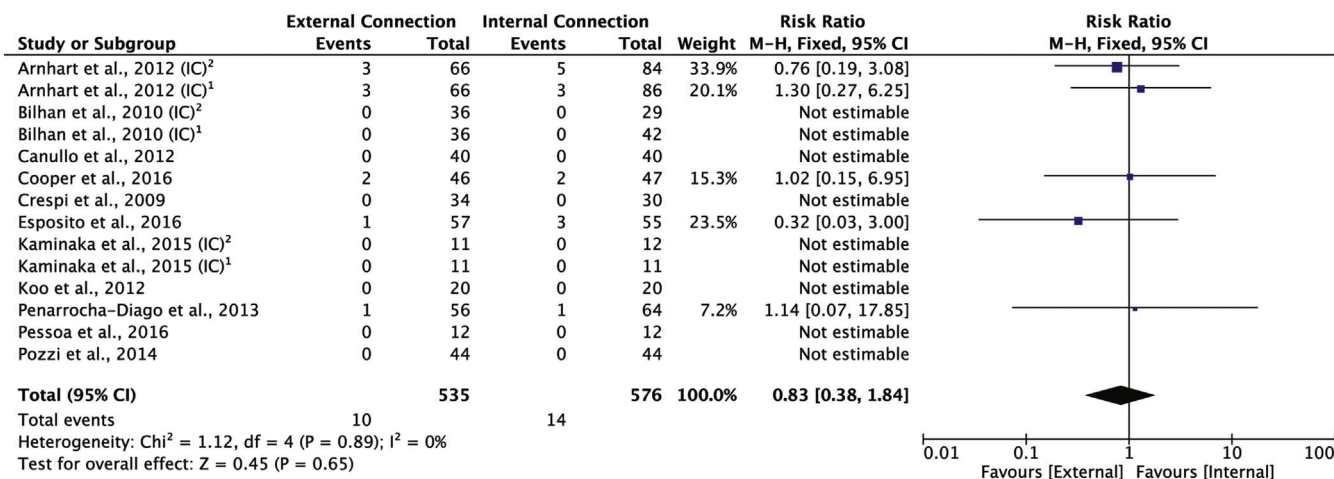 External Connection Internal Connection Risk Ratio Risk Ratio
Study or Subgroup Events Total Events Total Weight M-H, Fixed, 95% CI M-H, Fixed, 95% CI
Arnhart et al., 2012 (IC)² 3 66 5 84 33.9% 0.76 [0.19, 3.08]
Arnhart et al., 2012 (IC)¹ 3 66 3 86 20.1% 1.30 [0.27, 6.25]
Bilhan et al., 2010 (IC)² 0 36 0 29 Not estimable
Bilhan et al., 2010 (IC)¹ 0 36 0 42 Not estimable
Canullo et al., 2012 0 40 0 40 Not estimable
Cooper et al., 2016 2 46 2 47 15.3% 1.02 [0.15, 6.95]
Crespi et al., 2009 0 34 0 30 Not estimable
Esposito et al., 2016 1 57 3 55 23.5% 0.32 [0.03, 3.00]
Kaminaka et al., 2015 (IC)² 0 11 0 12 Not estimable
Kaminaka et al., 2015 (IC)¹ 0 11 0 11 Not estimable
Koo et al., 2012 0 20 0 20 Not estimable
Penarrocha-Diago et al., 2013 1 56 1 64 7.2% 1.14 [0.07, 17.85]
Pessoa et al., 2016 0 12 0 12 Not estimable
Pozzi et al., 2014 0 44 0 44 Not estimable
Total (95% CI) 535 576 100.0% 0.83 [0.38, 1.84]
Total events 10 14
Heterogeneity: Chi² = 1.12, df = 4 (P = 0.89); I² = 0%
Test for overall effect: Z = 0.45 (P = 0.65)
0.01 0.1 1 10 100
Favours [External] Favours [Internal]